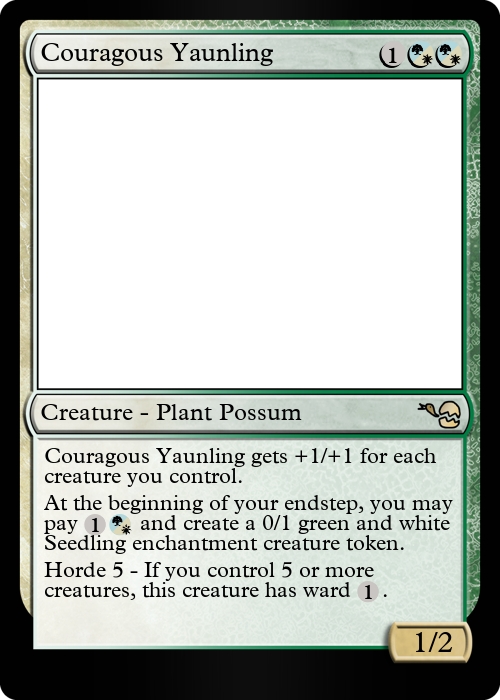 Couragous Yaunling 1
Creature - Plant Possum
Couragous Yaunling gets +1/+1 for each
creature you control.
At the beginning of your endstep, you may
pay 1 and create a 0/1 green and white
Seedling enchantment creature token.
Horde 5 - If you control 5 or more
creatures, this creature has ward 1.
1/2